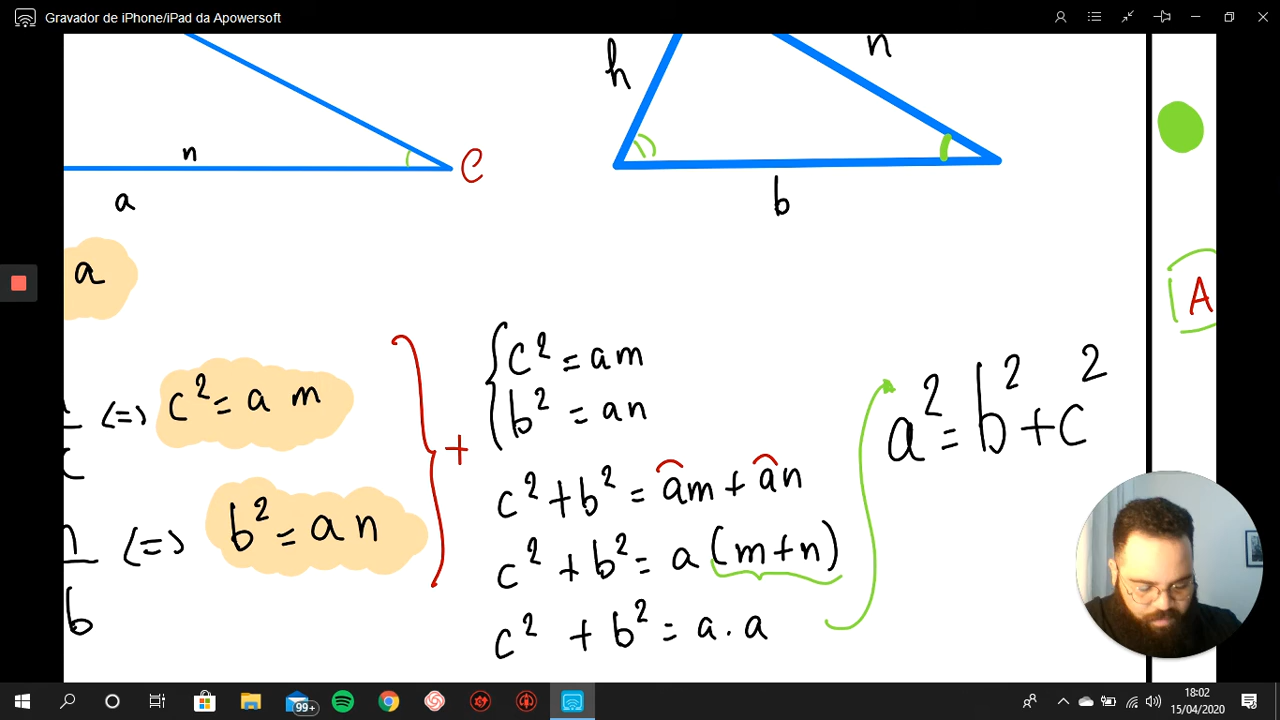 Gravador de iPhone/iPad da Apowersoft
h
n
n
C
a
b
a
A
c² = am
b² = an
a² = b² + c²
(=) c² = a m
c
+
c² + b² = am + an
n
(=) b² = a n
b
c² + b² = a (m + n)
c² + b² = a . a
99+
18:02
15/04/2020